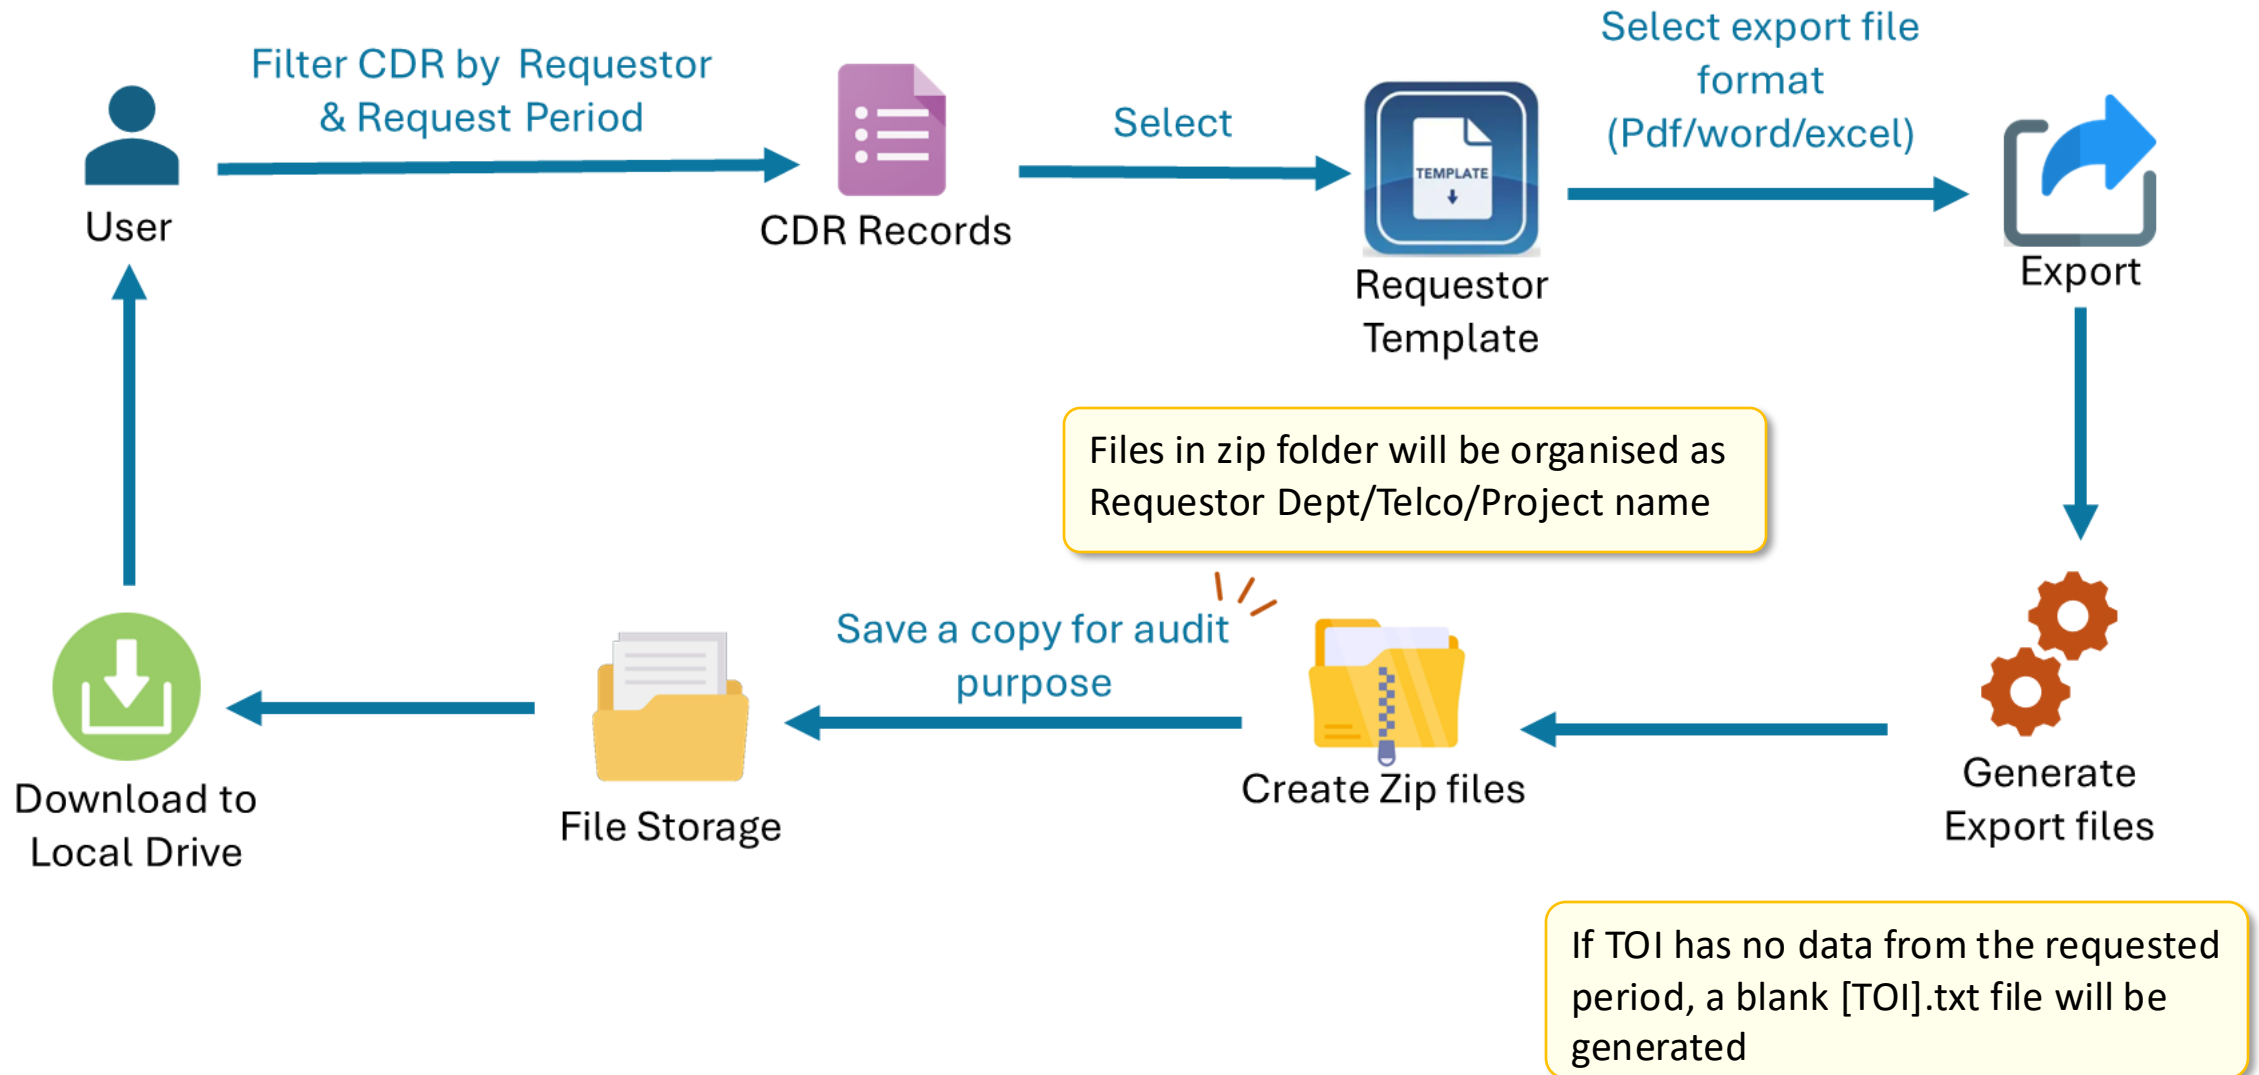 Filter CDR by Requestor
& Request Period
Select
Select export file
format
(Pdf/word/excel)
TEMPLATE
User
CDR Records
Requestor
Template
Export
Files in zip folder will be organised as
Requestor Dept/Telco/Project name
Save a copy for audit
purpose
Download to
Local Drive
File Storage
Create Zip files
Generate
Export files
If TOI has no data from the requested
period, a blank [TOI].txt file will be
generated